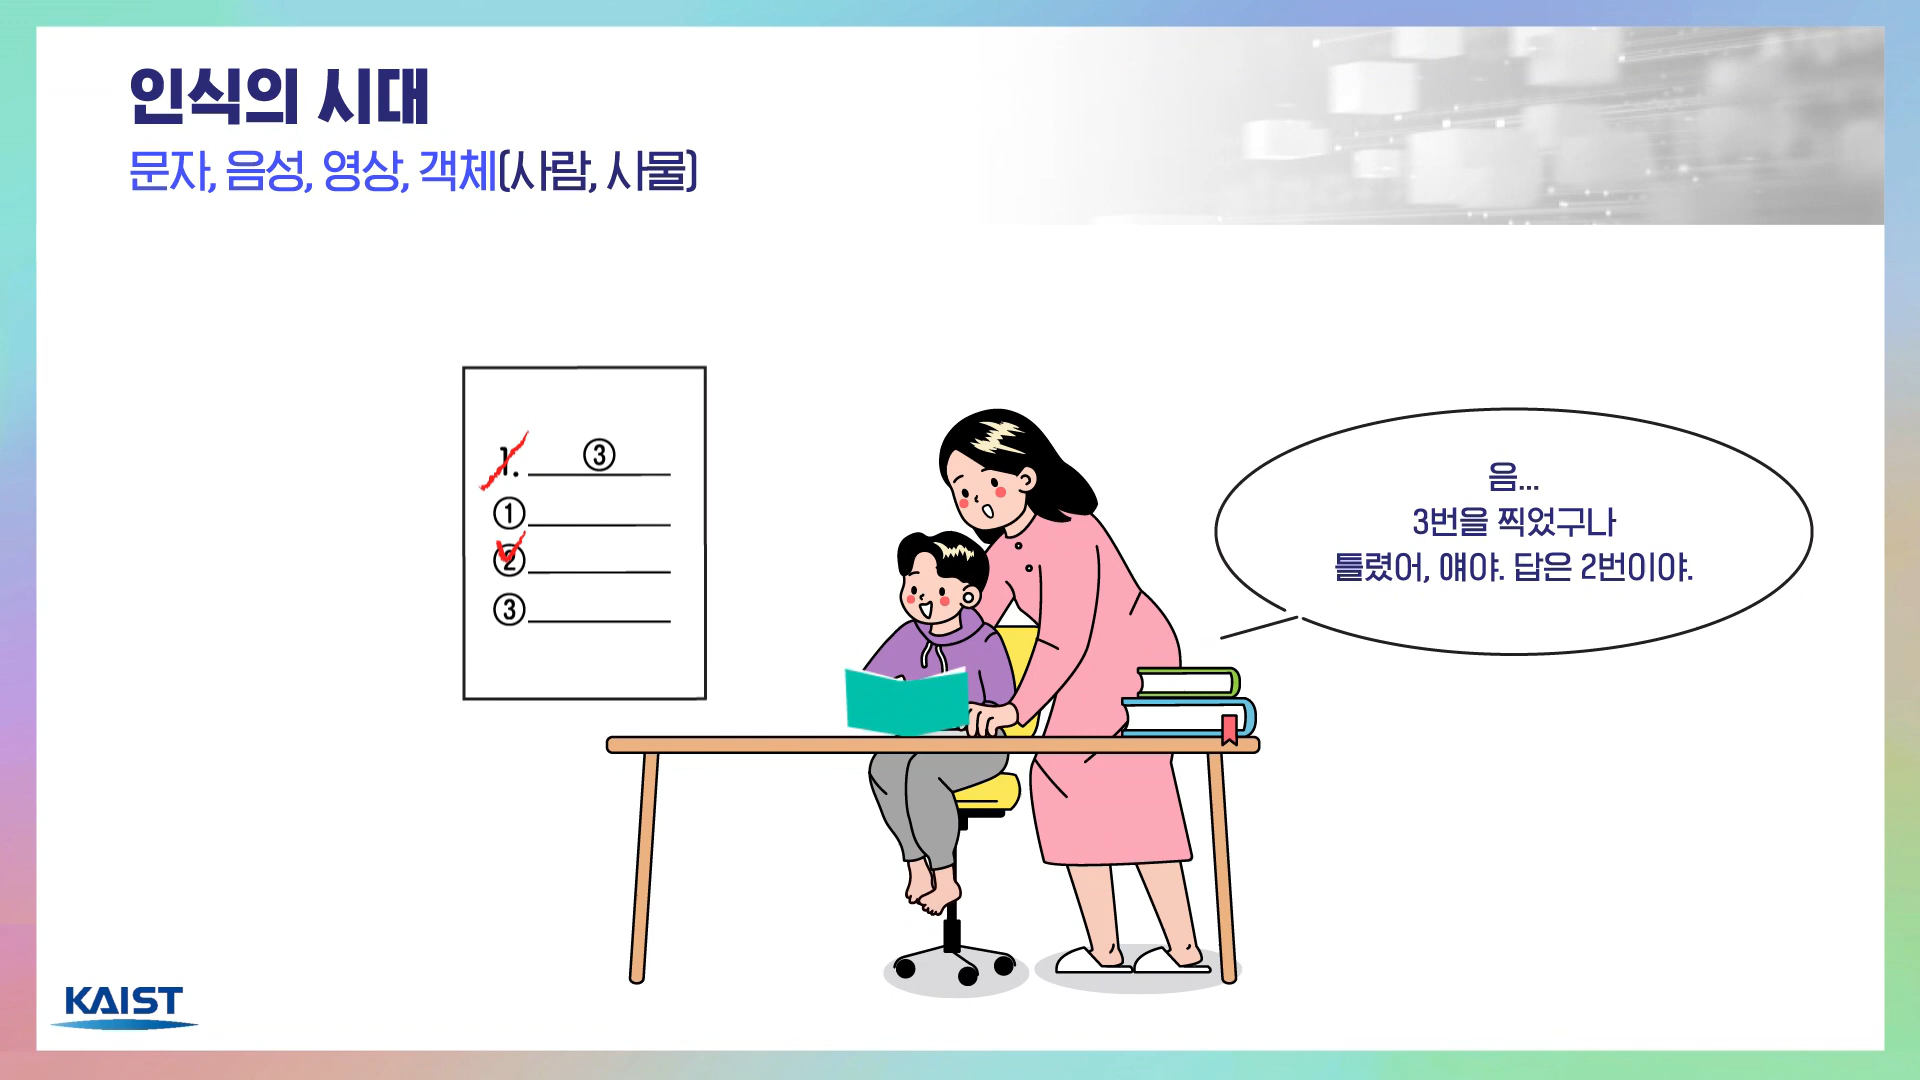 인식의 시대
문자, 음성, 영상, 객체(사람, 사물)
1. ③
①
②
③
음...
3번을 찍었구나
틀렸어, 얘야. 답은 2번이야.
KAIST